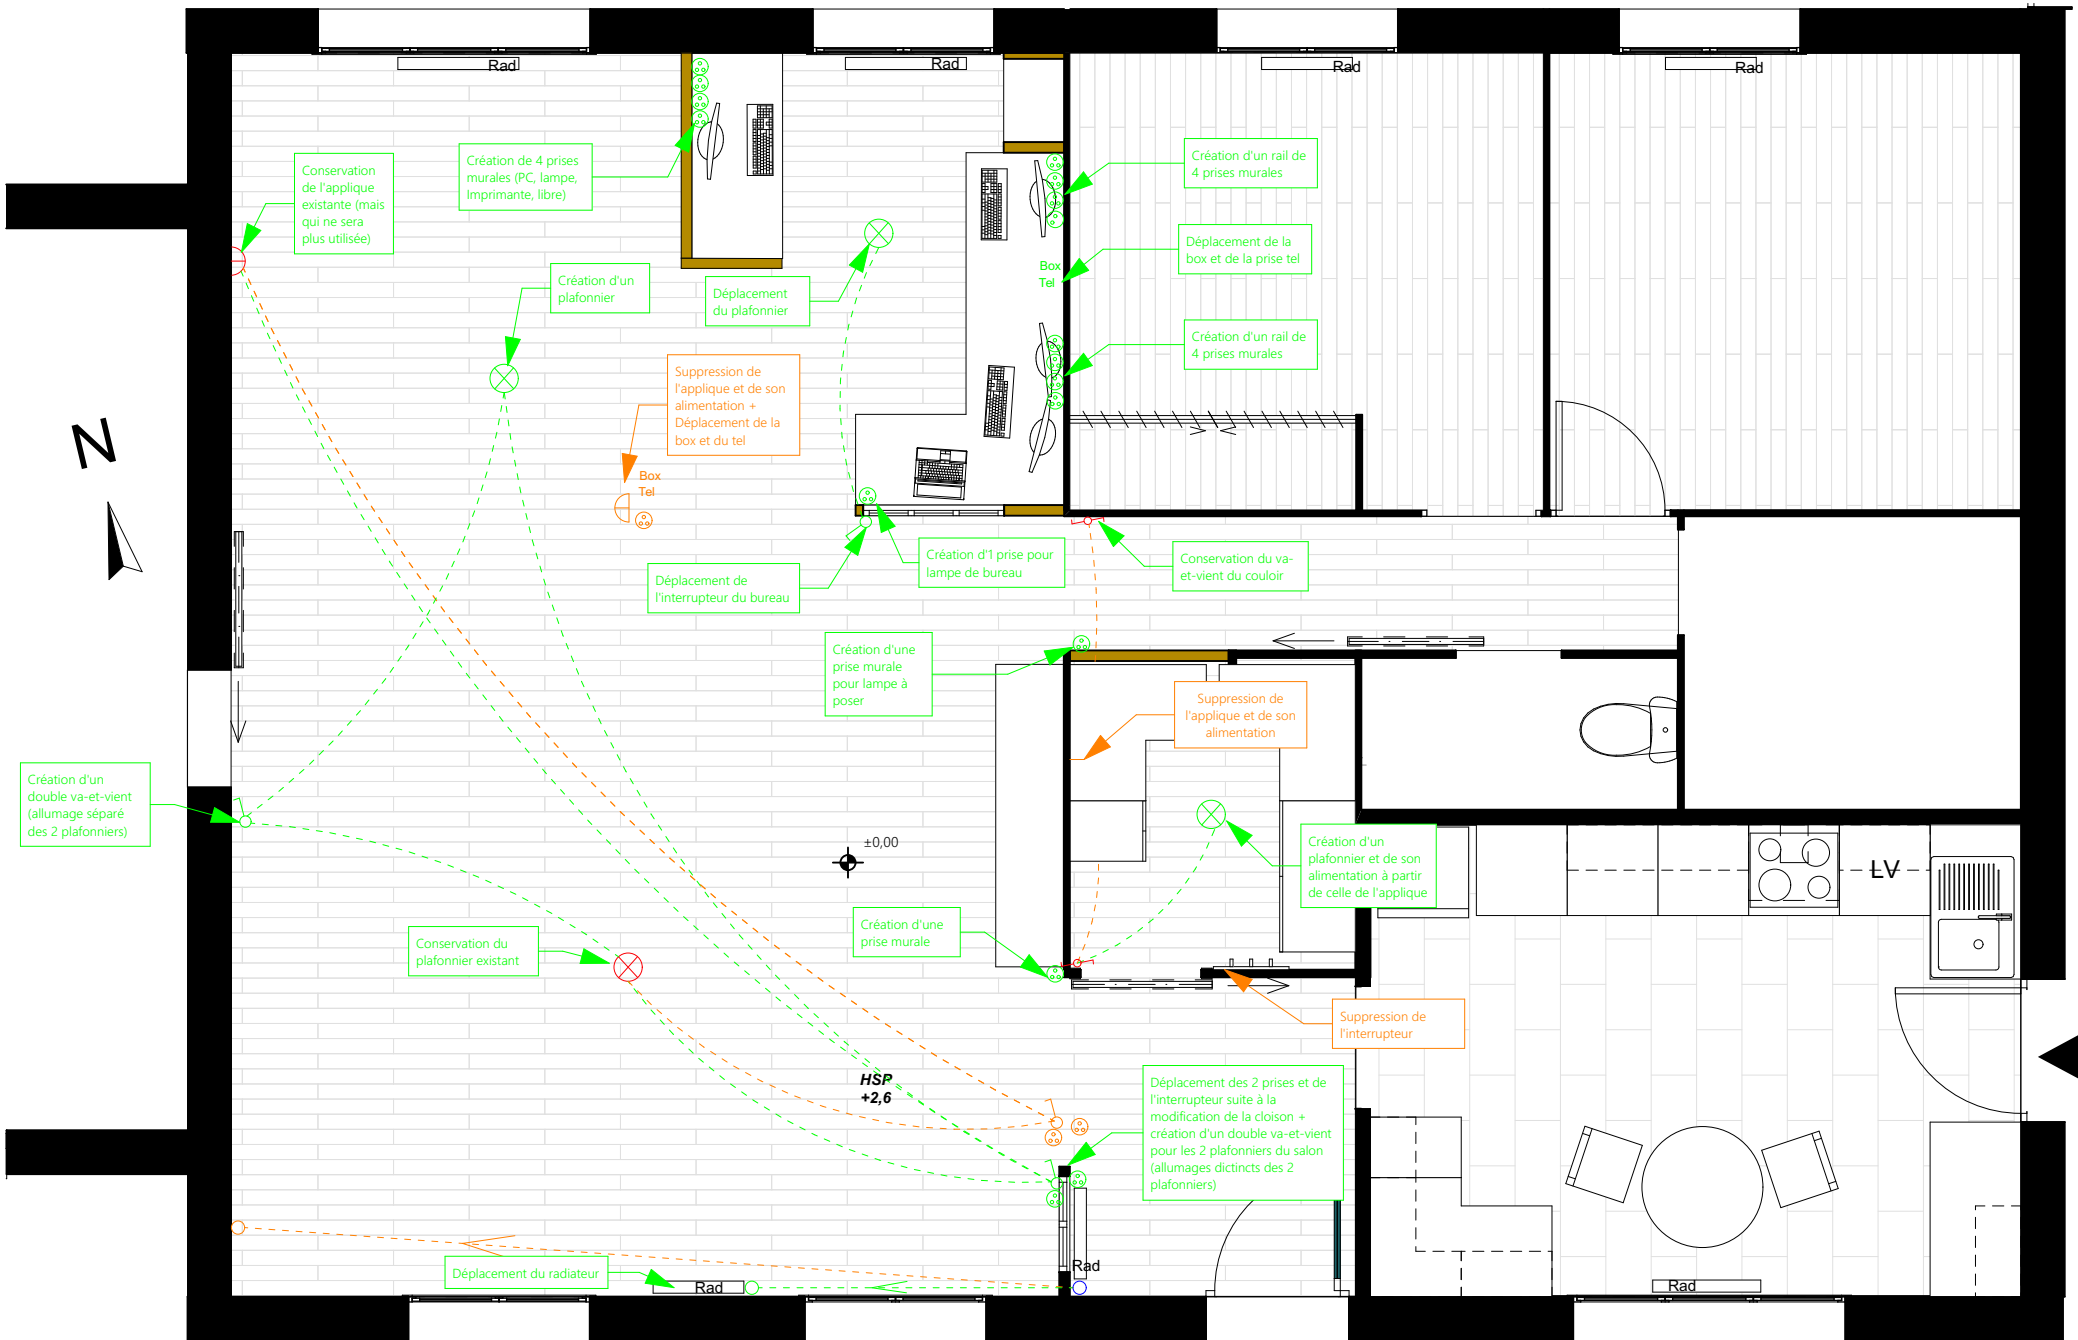 Rad
Rad
Rad
Rad
Conservation
de l'applique
existante (mais
qui ne sera
plus utilisée)
Création de 4 prises
murales (PC, lampe,
Imprimante, libre)
Création d'un rail de
4 prises murales
Déplacement de la
box et de la prise tel
Box
Tel
Création d'un
plafonnier
Déplacement
du plafonnier
Création d'un rail de
4 prises murales
Suppression de
l'applique et de son
alimentation +
Déplacement de la
box et du tel
Box
Tel
N
Création d'1 prise pour
lampe de bureau
Conservation du va-
et-vient du couloir
Déplacement de
l'interrupteur du bureau
Création d'une
prise murale
pour lampe à
poser
Suppression de
l'applique et de son
alimentation
Création d'un
double va-et-vient
(allumage séparé
des 2 plafonniers)
±0,00
Création d'un
plafonnier et de son
alimentation à partir
de celle de l'applique
LV
Création d'une
prise murale
Conservation du
plafonnier existant
Suppression de
l'interrupteur
HSP
+2,6
Déplacement des 2 prises et de
l'interrupteur suite à la
modification de la cloison +
création d'un double va-et-vient
pour les 2 plafonniers du salon
(allumages dictincts des 2
plafonniers)
Déplacement du radiateur
Rad
Rad
Rad